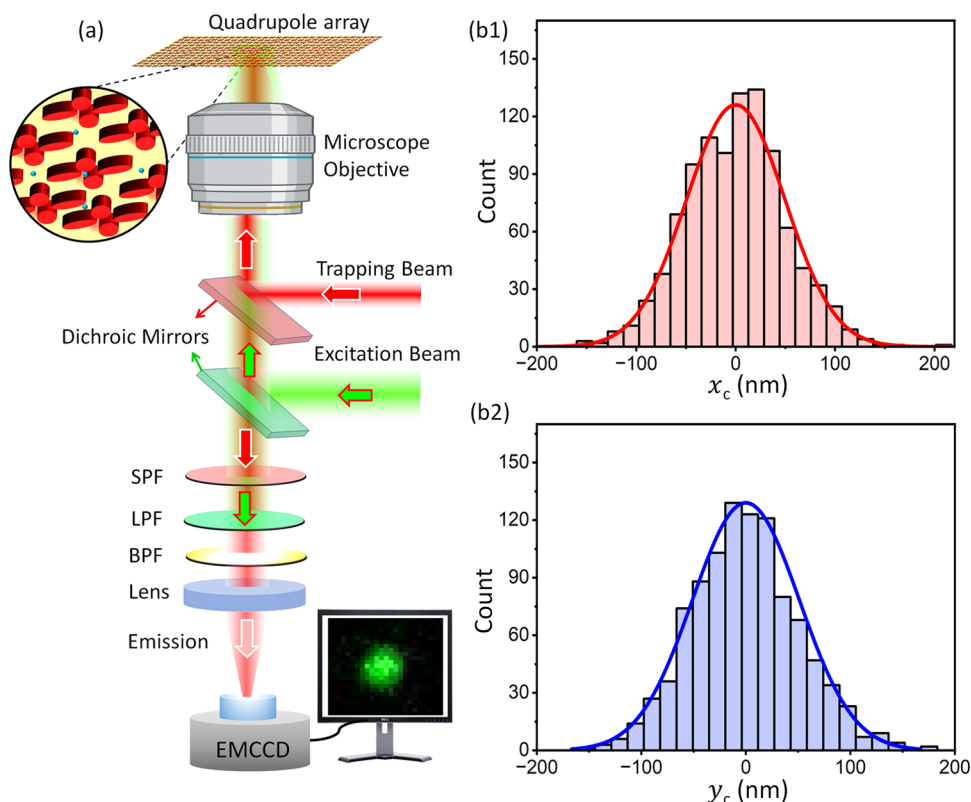 (a)
Quadrupole array
Microscope
Objective
Trapping Beam
Dichroic Mirrors
Excitation Beam
SPF
LPF
BPF
Lens
Emission
EMCCD
(b1)
150
120
90
60
30
0
Count
−200 −100 0 100 200
x_c (nm)
(b2)
150
120
90
60
30
0
Count
−200 −100 0 100 200
y_c (nm)